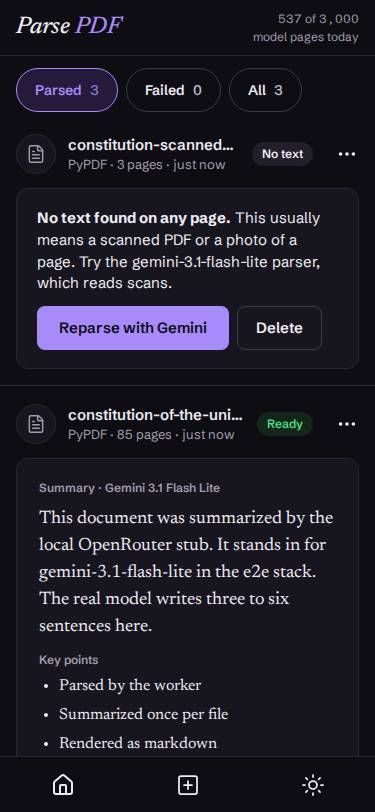 Parse PDF
537 of 3,000
model pages today
Parsed 3
Failed 0
All 3
constitution-scanned...
No text
PyPDF · 3 pages · just now
No text found on any page. This usually
means a scanned PDF or a photo of a
page. Try the gemini-3.1-flash-lite parser,
which reads scans.
Reparse with Gemini
Delete
constitution-of-the-uni...
Ready
PyPDF · 85 pages · just now
Summary · Gemini 3.1 Flash Lite
This document was summarized by the
local OpenRouter stub. It stands in for
gemini-3.1-flash-lite in the e2e stack.
The real model writes three to six
sentences here.
Key points
• Parsed by the worker
• Summarized once per file
• Rendered as markdown